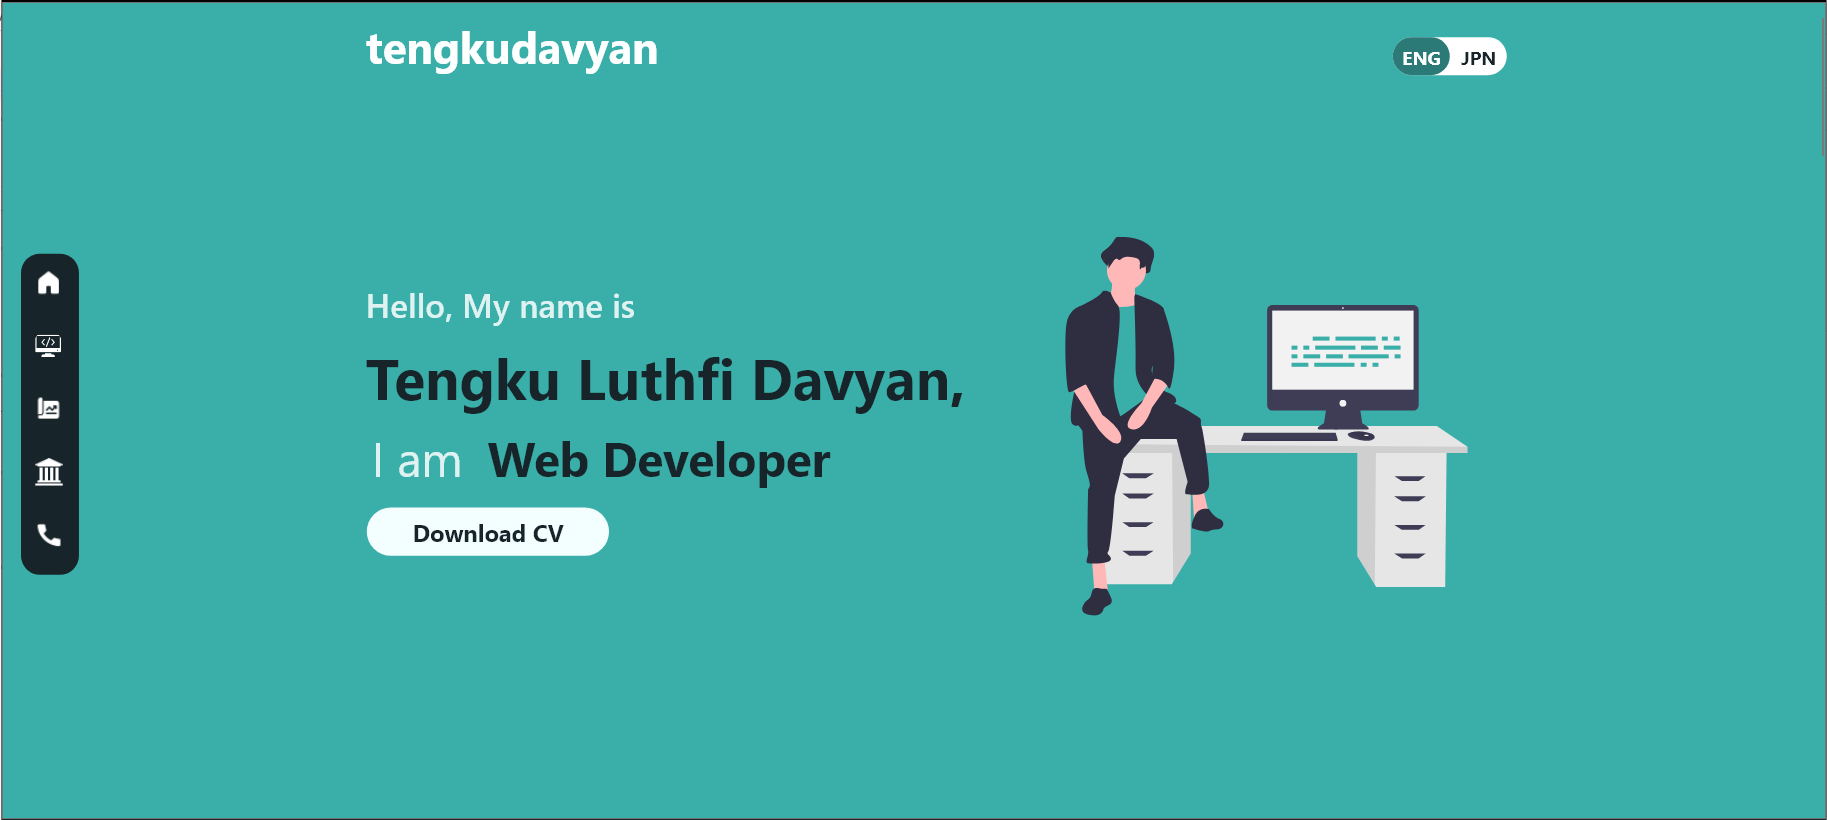 tengkudavyan
ENG JPN
Hello, My name is
Tengku Luthfi Davyan,
I am Web Developer
Download CV